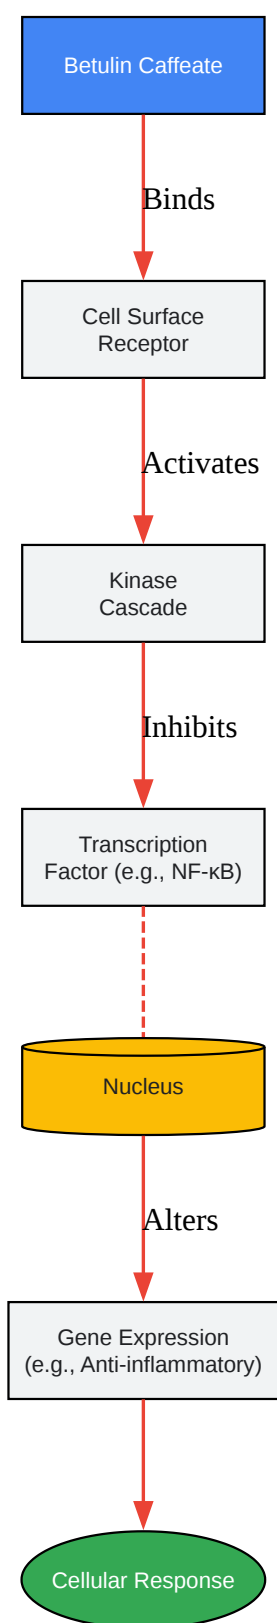 Betulin Caffeate
Binds
Cell Surface
Receptor
Activates
Kinase
Cascade
Inhibits
Transcription
Factor (e.g., NF-κB)
Nucleus
Alters
Gene Expression
(e.g., Anti-inflammatory)
Cellular Response